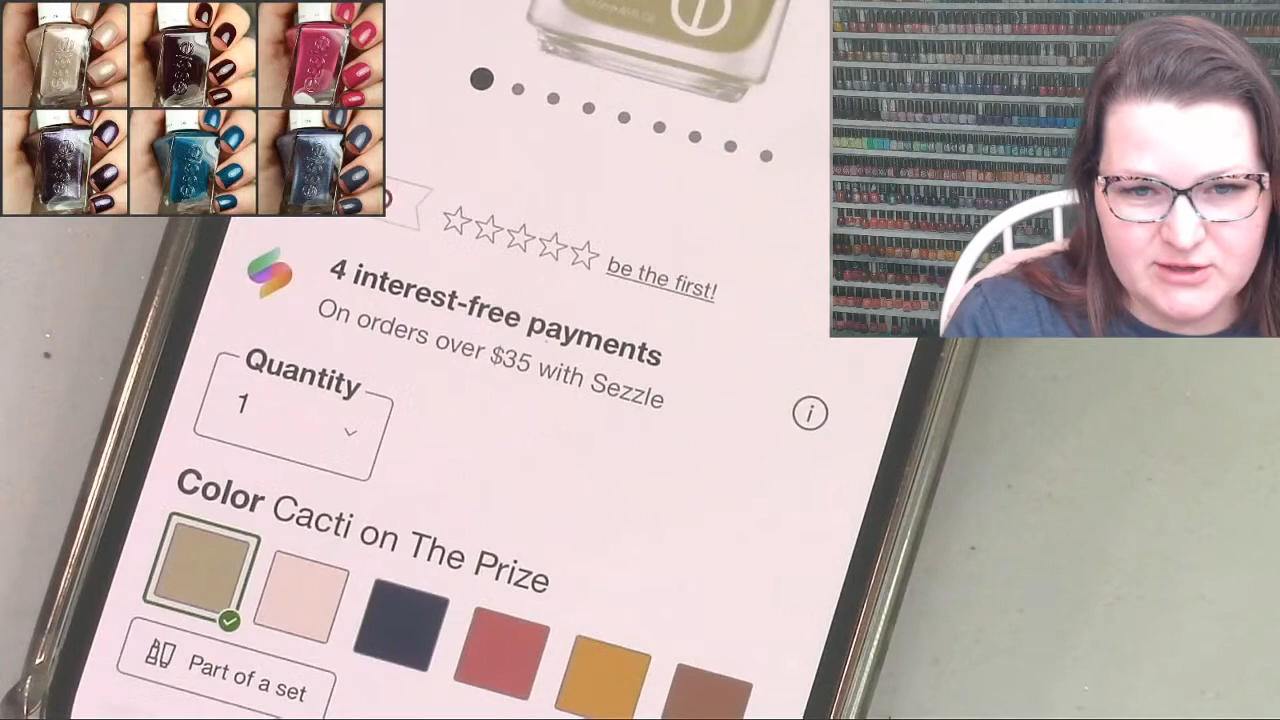 be the first!
4 interest-free payments
On orders over $35 with Sezzle
Quantity
1
Color Cacti on The Prize
Part of a set